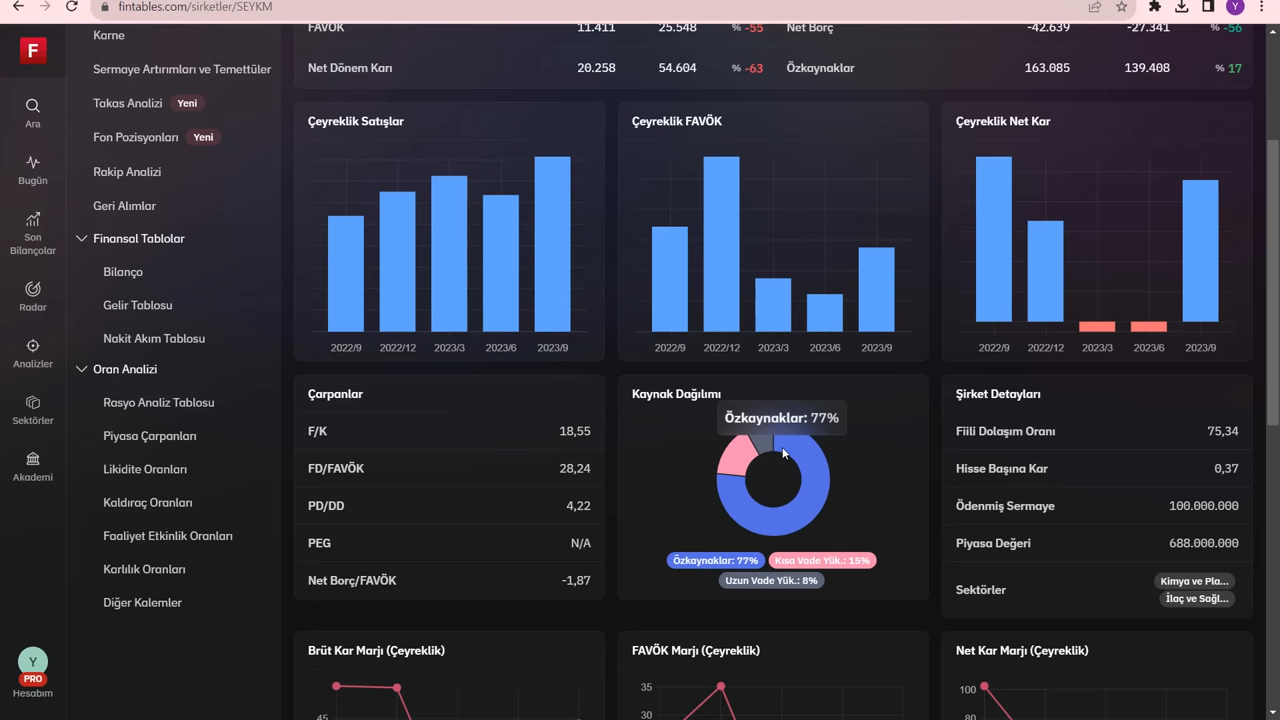 fintables.com/sirketler/SEYKM
Y
F
Ara
Bugün
Son
Bilançolar
Radar
Analizler
Sektörler
Akademi
Y
PRO
Hesabım
Karne
Sermaye Artırımları ve Temettüler
Takas Analizi Yeni
Fon Pozisyonları Yeni
Rakip Analizi
Geri Alımlar
Finansal Tablolar
Bilanço
Gelir Tablosu
Nakit Akım Tablosu
Oran Analizi
Rasyo Analiz Tablosu
Piyasa Çarpanları
Likidite Oranları
Kaldıraç Oranları
Faaliyet Etkinlik Oranları
Karlılık Oranları
Diğer Kalemler
FAVÖK 11.411 25.548 % -55 Net Borç -42.639 -27.341 % -56
Net Dönem Karı 20.258 54.604 % -63 Özkaynaklar 163.085 139.408 % 17
Çeyreklik Satışlar
2022/9 2022/12 2023/3 2023/6 2023/9
Çeyreklik FAVÖK
2022/9 2022/12 2023/3 2023/6 2023/9
Çeyreklik Net Kar
2022/9 2022/12 2023/3 2023/6 2023/9
Çarpanlar
F/K 18,55
FD/FAVÖK 28,24
PD/DD 4,22
PEG N/A
Net Borç/FAVÖK -1,87
Kaynak Dağılımı
Özkaynaklar: 77%
Özkaynaklar: 77% Kısa Vade Yük.: 15%
Uzun Vade Yük.: 8%
Şirket Detayları
Fiili Dolaşım Oranı 75,34
Hisse Başına Kar 0,37
Ödenmiş Sermaye 100.000.000
Piyasa Değeri 688.000.000
Sektörler Kimya ve Pla...
İlaç ve Sağl...
Brüt Kar Marjı (Çeyreklik)
45
FAVÖK Marjı (Çeyreklik)
35
30
Net Kar Marjı (Çeyreklik)
100
80